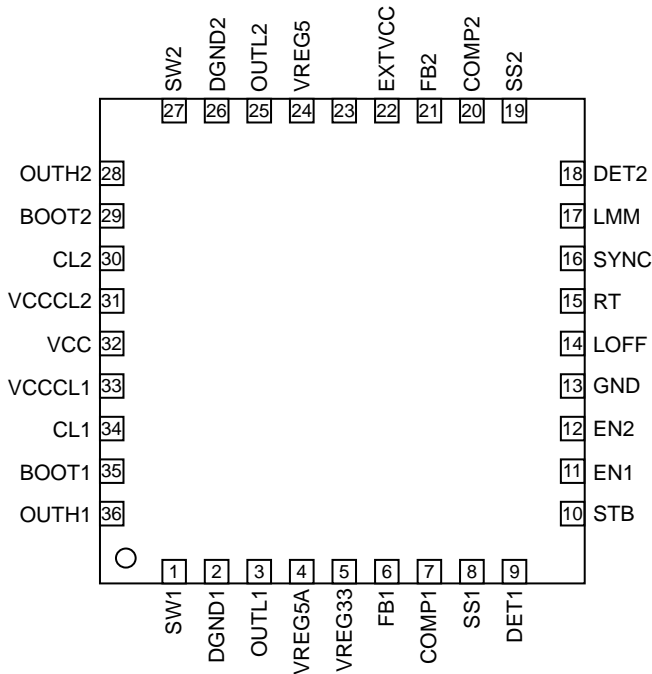 SW2
DGND2
OUTL2
VREG5
EXTVCC
FB2
COMP2
SS2
27 26 25 24 23 22 21 20 19
OUTH2 28
BOOT2 29
CL2 30
VCCCL2 31
VCC 32
VCCCL1 33
CL1 34
BOOT1 35
OUTH1 36
18 DET2
17 LMM
16 SYNC
15 RT
14 LOFF
13 GND
12 EN2
11 EN1
10 STB
1 2 3 4 5 6 7 8 9
SW1
DGND1
OUTL1
VREG5A
VREG33
FB1
COMP1
SS1
DET1